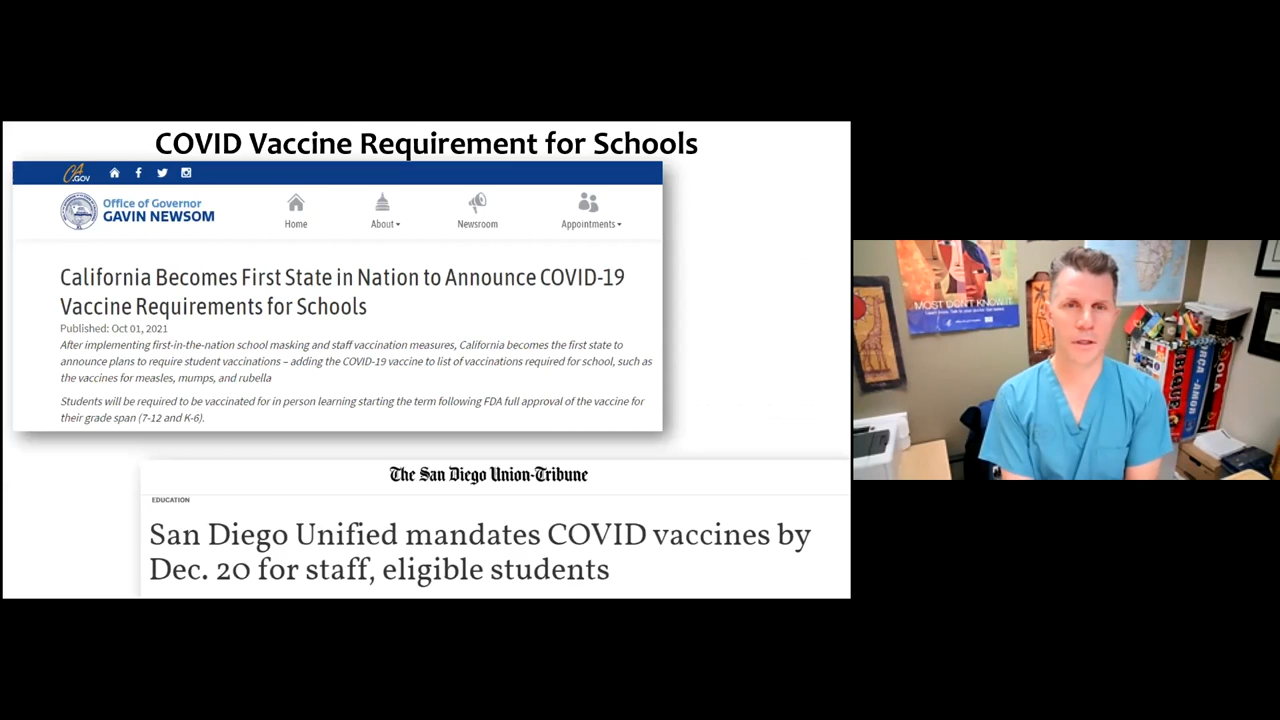 COVID Vaccine Requirement for Schools
CA.GOV
Office of Governor
GAVIN NEWSOM
Home
About
Newsroom
Appointments
California Becomes First State in Nation to Announce COVID-19
Vaccine Requirements for Schools
Published: Oct 01, 2021
After implementing first-in-the-nation school masking and staff vaccination measures, California becomes the first state to
announce plans to require student vaccinations – adding the COVID-19 vaccine to list of vaccinations required for school, such as
the vaccines for measles, mumps, and rubella
Students will be required to be vaccinated for in person learning starting the term following FDA full approval of the vaccine for
their grade span (7-12 and K-6).
The San Diego Union-Tribune
EDUCATION
San Diego Unified mandates COVID vaccines by
Dec. 20 for staff, eligible students
MOST DON'T KNOW IT.